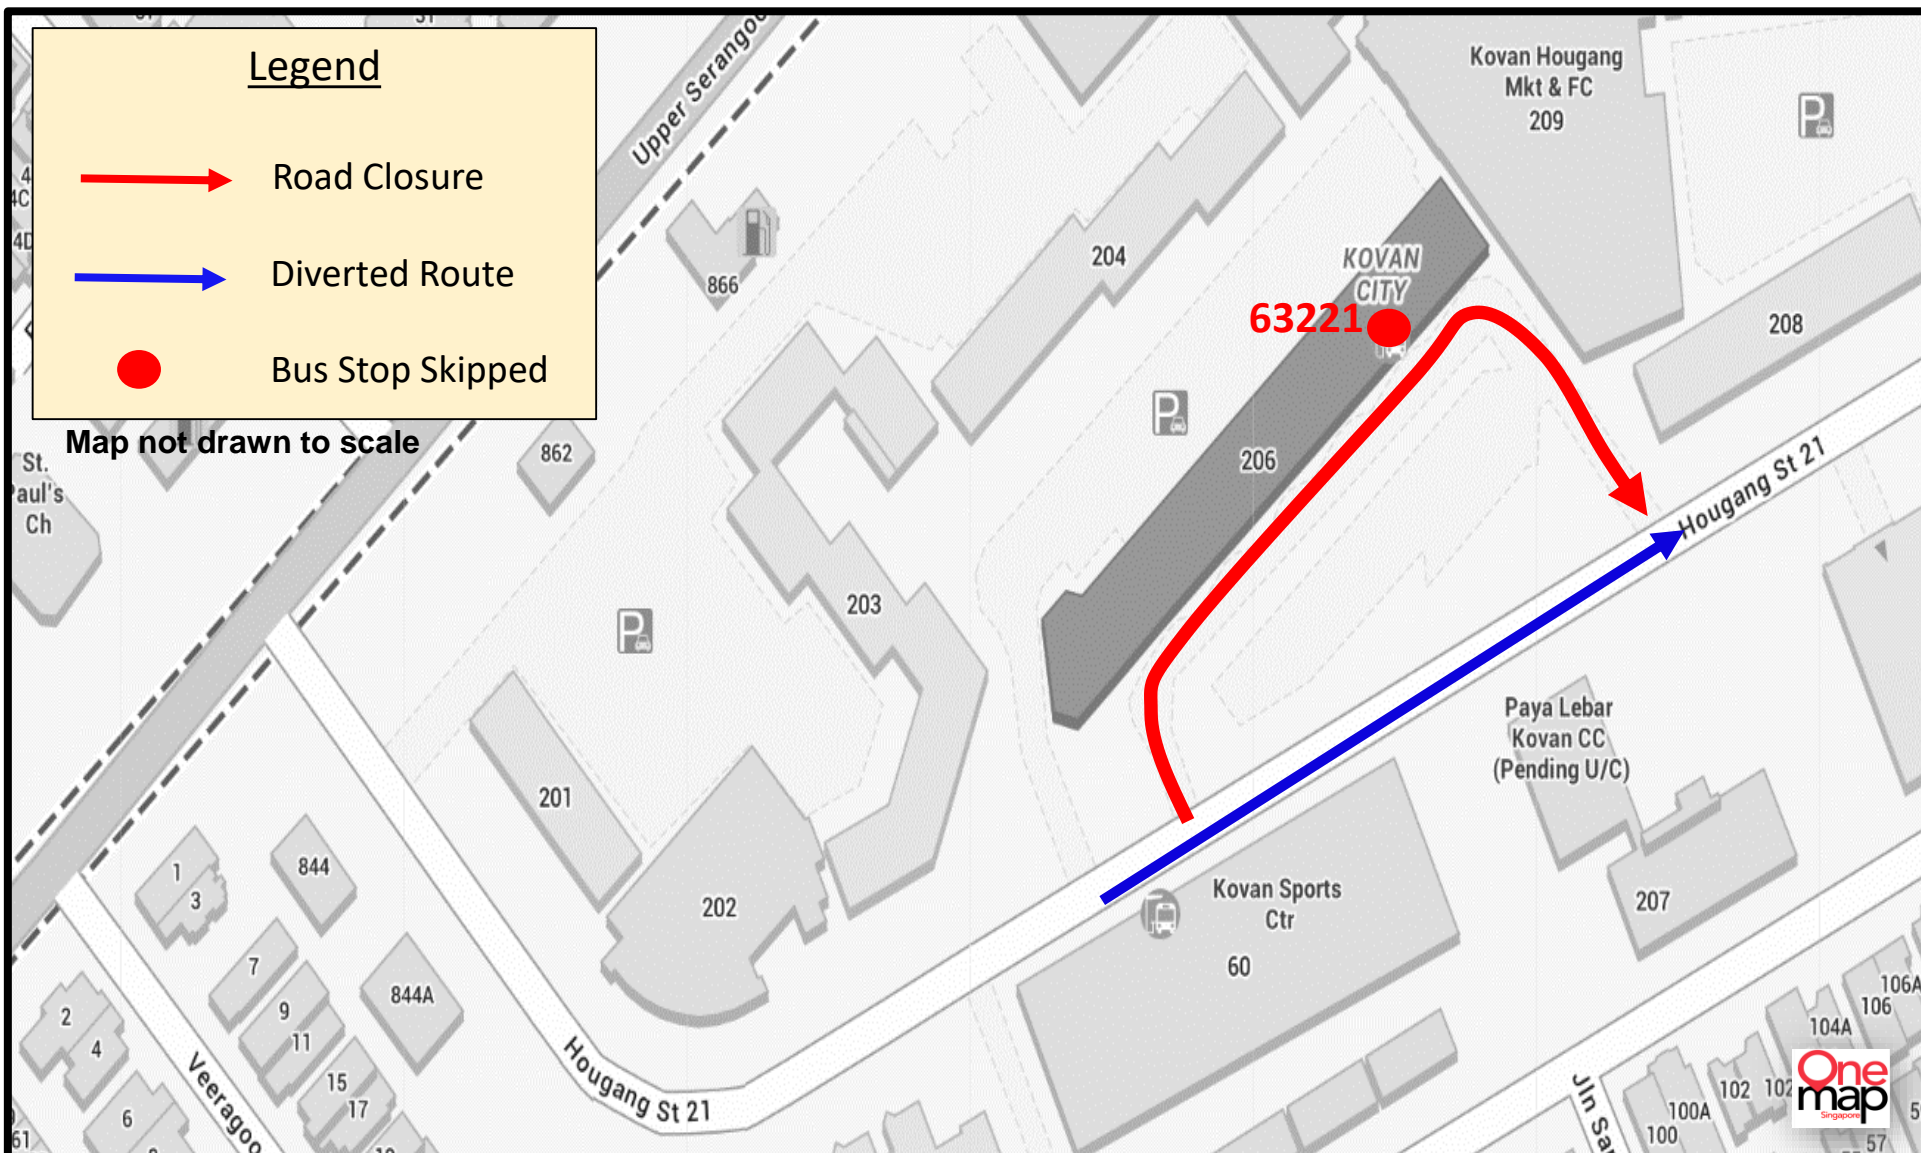 Legend
Road Closure
Diverted Route
Bus Stop Skipped
Map not drawn to scale
Kovan Hougang
Mkt & FC
209
204
866
KOVAN
CITY
63221
208
St.
862
206
Ch
Hougang St 21
203
Paya Lebar
Kovan CC
(Pending U/C)
201
1
844
3
202
Kovan Sports
Ctr
60
207
7
844A
9
2
11
4
Hougang St 21
15
17
6
106A
106
104A
102
100A
100
57
One
map
Singapore